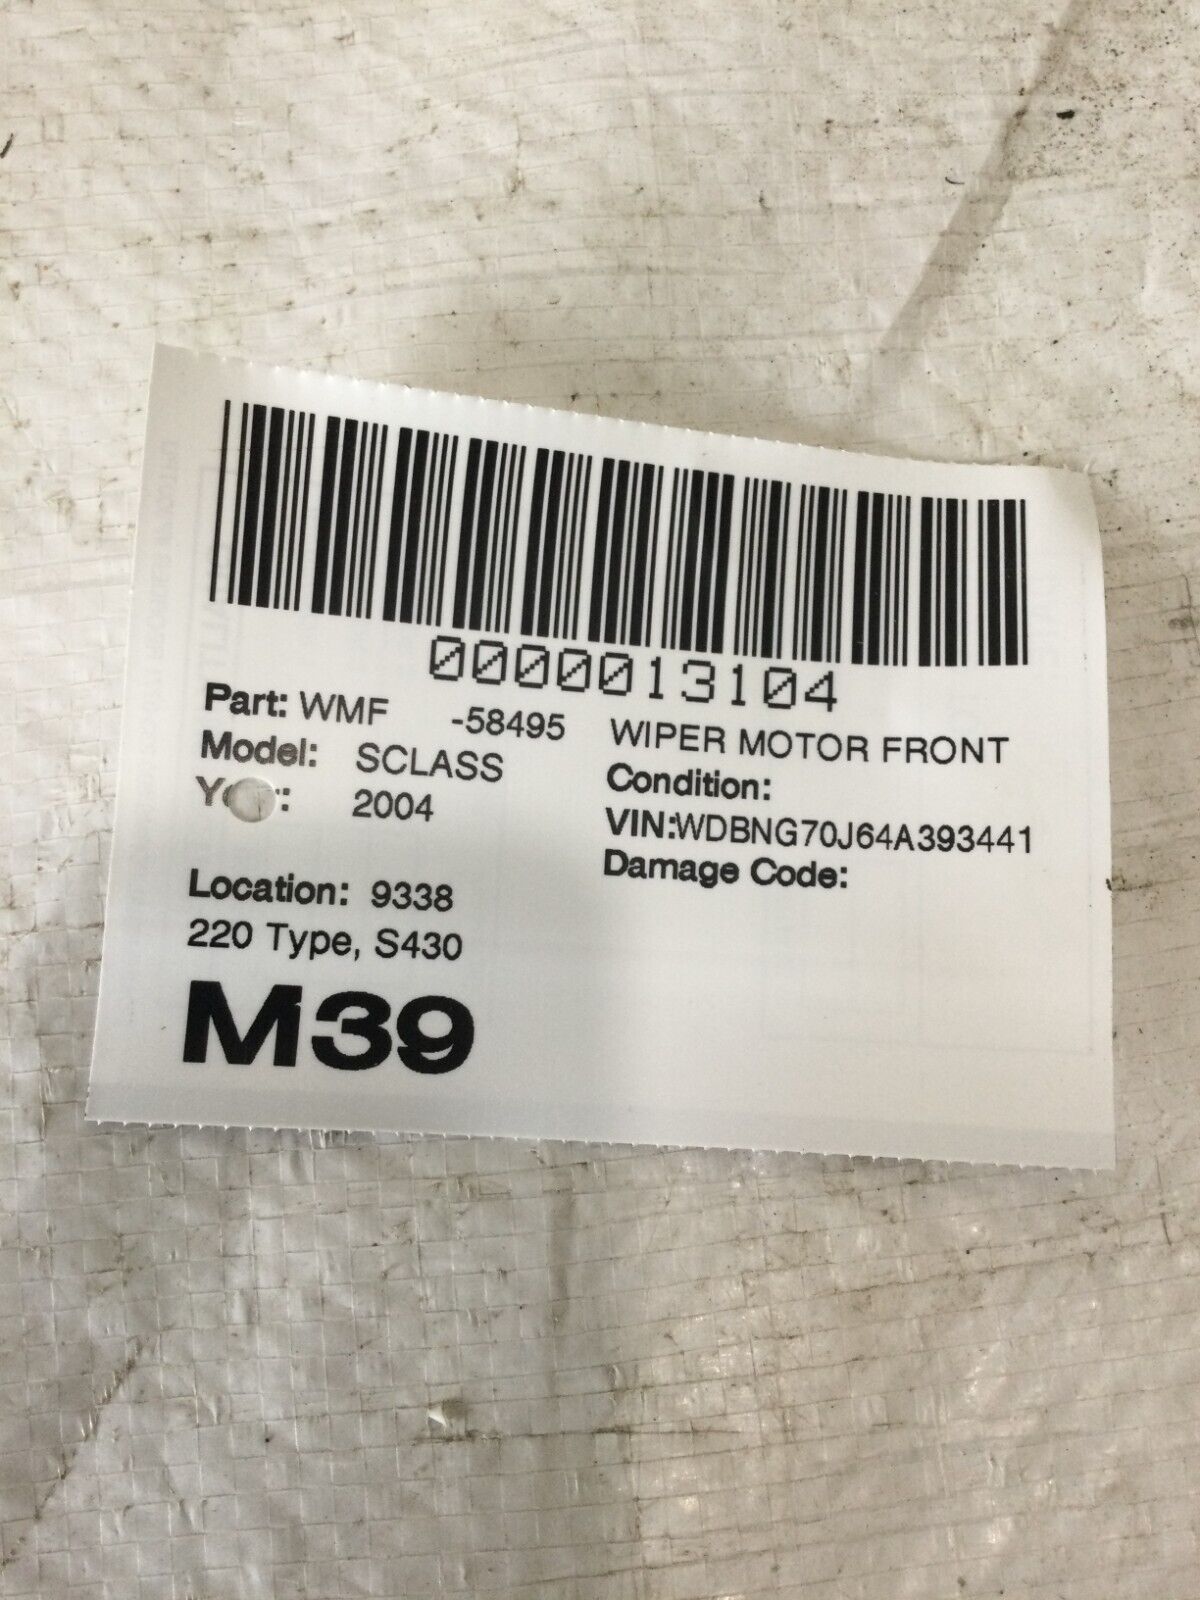 0000013104
Part: WMF -58495 WIPER MOTOR FRONT
Model: SCLASS Condition:
2004 VIN:WDBNG70J64A393441
Damage Code:
Location: 9338
220 Type, S430
M39